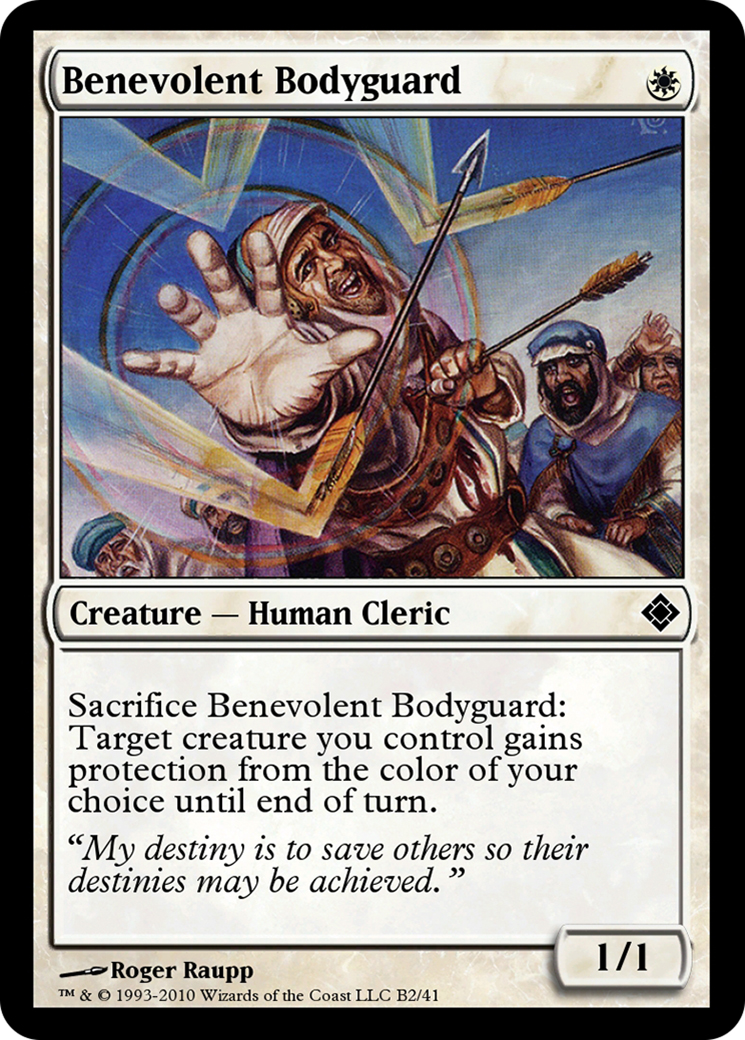 Benevolent Bodyguard
Creature — Human Cleric
Sacrifice Benevolent Bodyguard:
Target creature you control gains
protection from the color of your
choice until end of turn.
“My destiny is to save others so their
destinies may be achieved.”
1/1
Roger Raupp
™ & © 1993-2010 Wizards of the Coast LLC B2/41